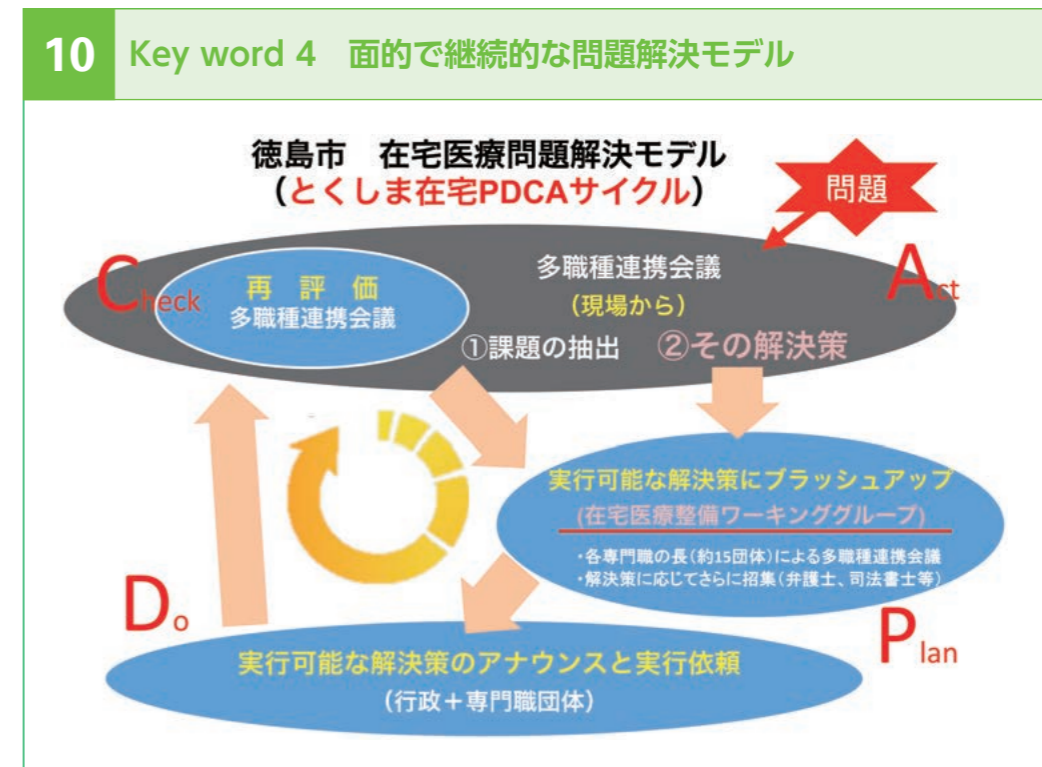 10 Key word 4 面的で継続的な問題解決モデル
徳島市 在宅医療問題解決モデル
（とくしま在宅PDCAサイクル）
問題
Check
再 評 価
多職種連携会議
多職種連携会議
（現場から）
①課題の抽出 ②その解決策
Act
実行可能な解決策にブラッシュアップ
(在宅医療整備ワーキンググループ)
・各専門職の長（約15団体）による多職種連携会議
・解決策に応じてさらに招集（弁護士、司法書士等）
Plan
Do
実行可能な解決策のアナウンスと実行依頼
（行政＋専門職団体）